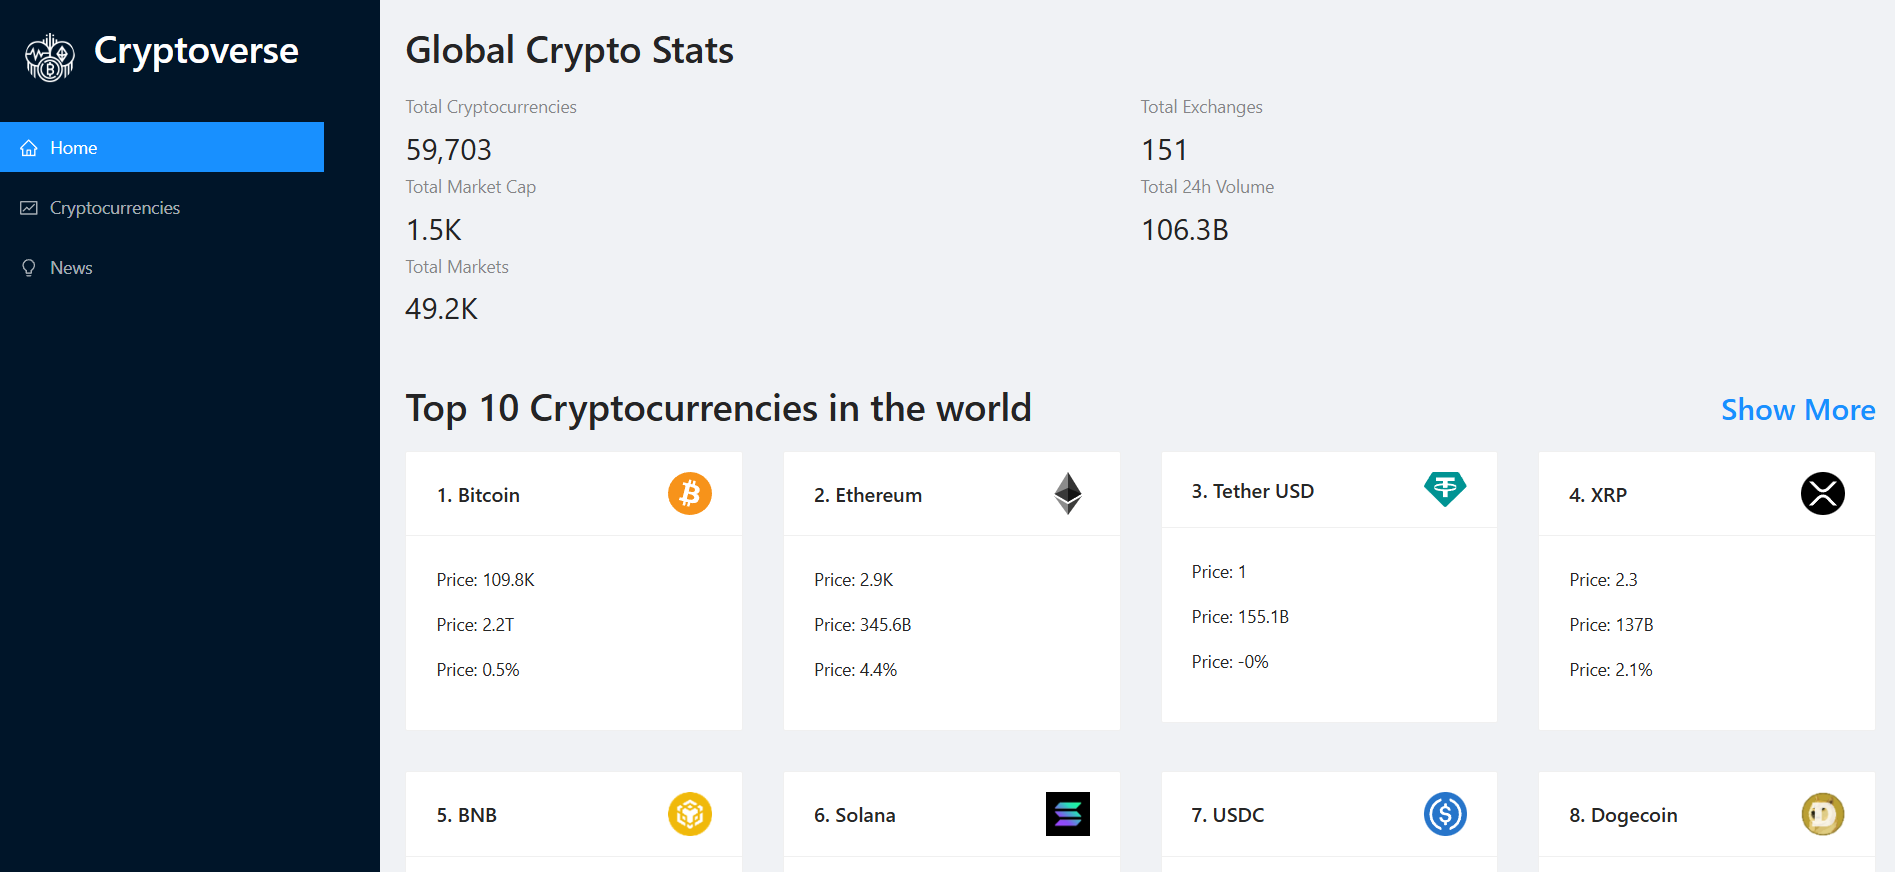 Cryptoverse
Home
Cryptocurrencies
News
Global Crypto Stats
Total Cryptocurrencies
59,703
Total Exchanges
151
Total Market Cap
1.5K
Total 24h Volume
106.3B
Total Markets
49.2K
Top 10 Cryptocurrencies in the world
Show More
1. Bitcoin
Price: 109.8K
Price: 2.2T
Price: 0.5%
2. Ethereum
Price: 2.9K
Price: 345.6B
Price: 4.4%
3. Tether USD
Price: 1
Price: 155.1B
Price: -0%
4. XRP
Price: 2.3
Price: 137B
Price: 2.1%
5. BNB
6. Solana
7. USDC
8. Dogecoin